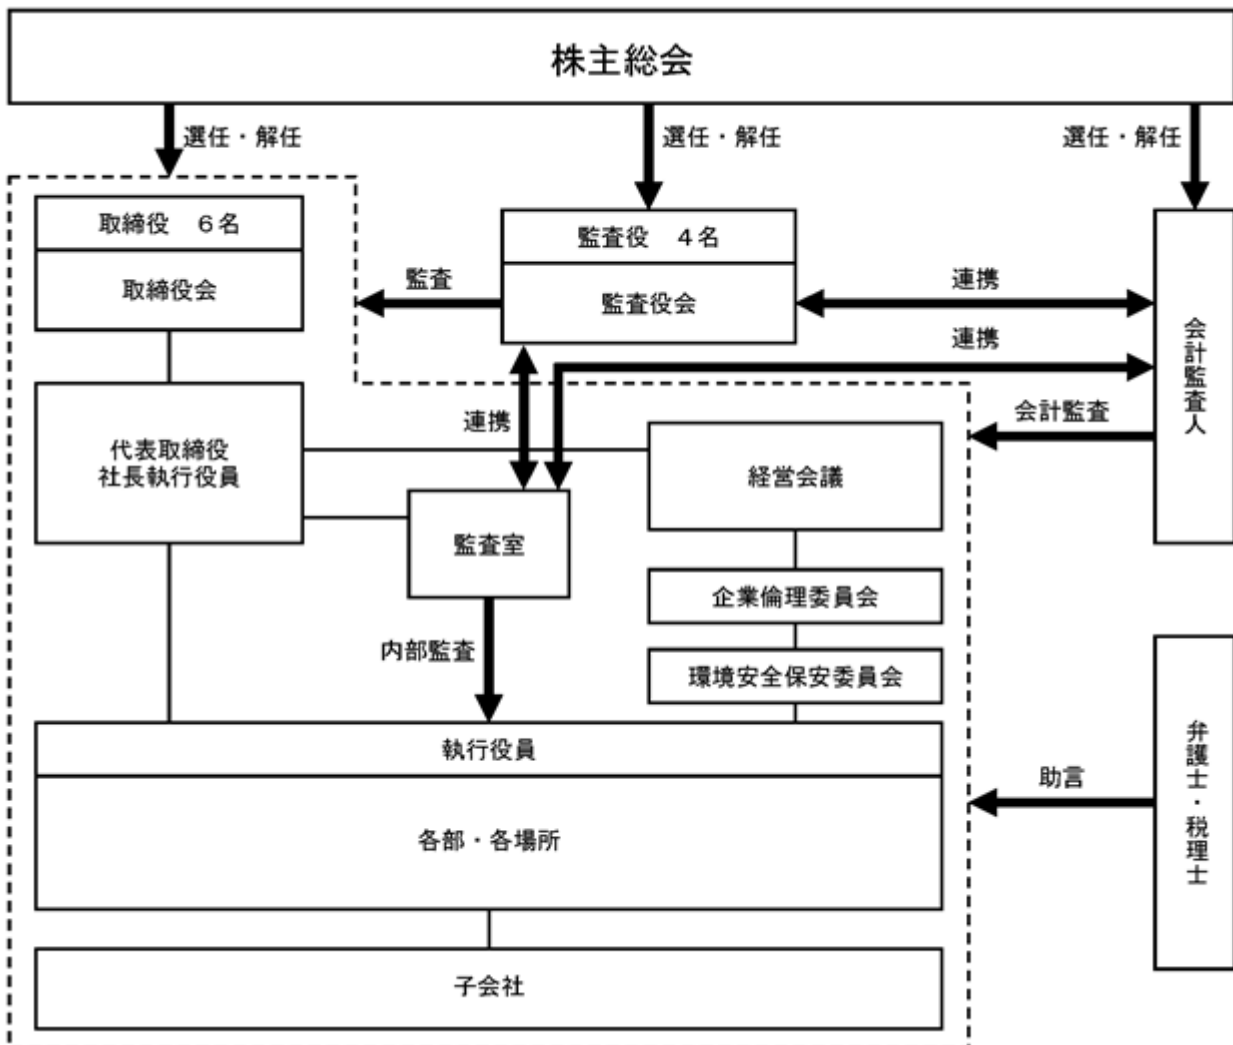 株主総会
選任・解任
選任・解任
選任・解任
取締役　６名
取締役会
監査役　４名
監査役会
監査
連携
連携
会計監査人
会計監査
連携
代表取締役
社長執行役員
経営会議
監査室
企業倫理委員会
内部監査
環境安全保安委員会
執行役員
各部・各場所
助言
弁護士・税理士
子会社